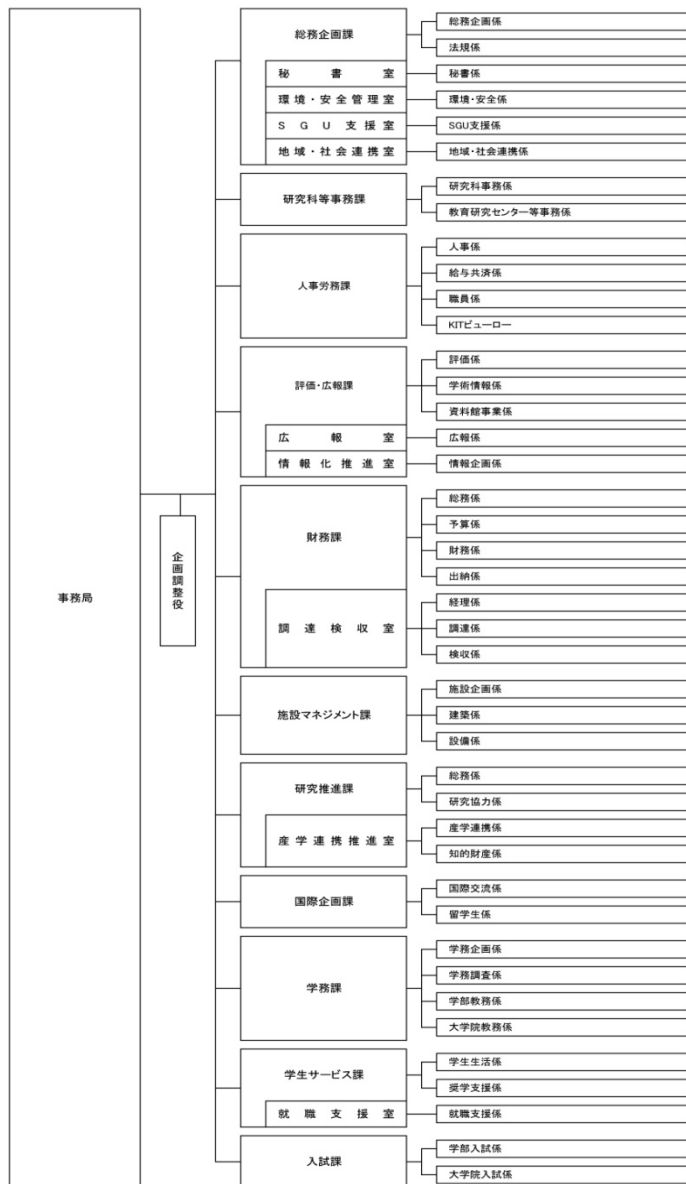 事務局
企画調整役
総務企画課
総務企画係
法規係
秘書室
秘書係
環境・安全管理室
環境・安全係
SGU支援室
SGU支援係
地域・社会連携室
地域・社会連携係
研究科等事務課
研究科事務係
教育研究センター等事務係
人事労務課
人事係
給与共済係
職員係
KITビューロー
評価・広報課
評価係
学術情報係
資料館事業係
広報室
広報係
情報化推進室
情報企画係
財務課
総務係
予算係
財務係
出納係
調達検収室
経理係
調達係
検収係
施設マネジメント課
施設企画係
建築係
設備係
研究推進課
総務係
研究協力係
産学連携推進室
産学連携係
知的財産係
国際企画課
国際交流係
留学生係
学務課
学務企画係
学務調査係
学部教務係
大学院教務係
学生サービス課
学生生活係
奨学支援係
就職支援室
就職支援係
入試課
学部入試係
大学院入試係